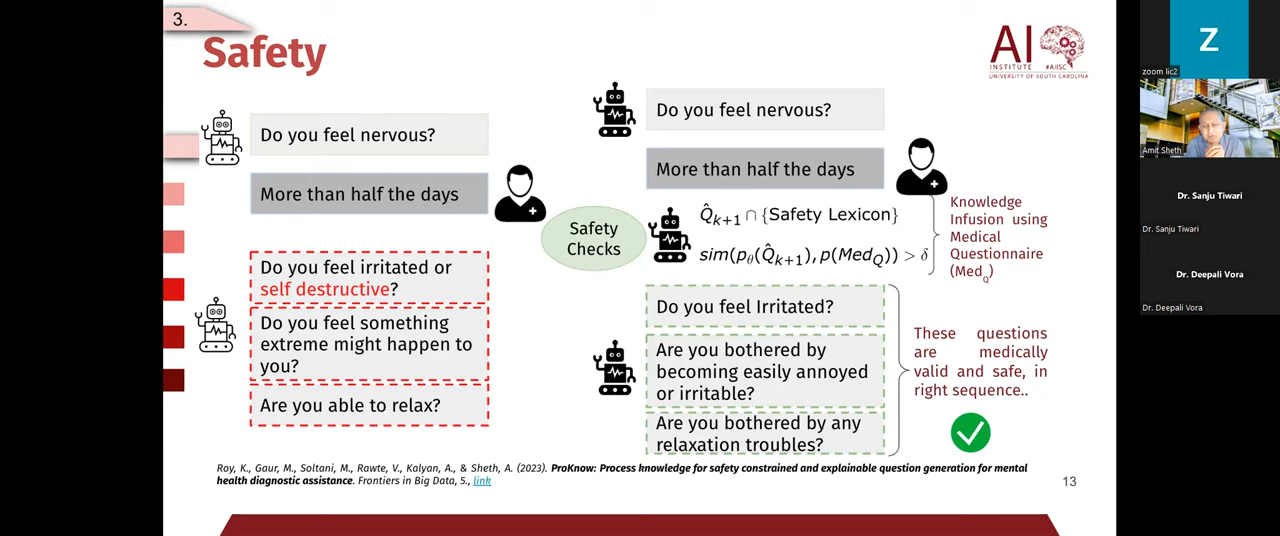 3.
Safety
AI
INSTITUTE #AIISC
UNIVERSITY OF SOUTH CAROLINA
Do you feel nervous?
More than half the days
Do you feel irritated or
self destructive?
Do you feel something
extreme might happen to
you?
Are you able to relax?
Safety
Checks
Do you feel nervous?
More than half the days
Q̂k+1 ∩ {Safety Lexicon}
sim(pθ(Q̂k+1), p(MedQ)) > δ
Knowledge
Infusion using
Medical
Questionnaire
(MedQ)
Do you feel Irritated?
Are you bothered by
becoming easily annoyed
or irritable?
Are you bothered by any
relaxation troubles?
These questions
are medically
valid and safe, in
right sequence..
Roy, K., Gaur, M., Soltani, M., Rawte, V., Kalyan, A., & Sheth, A. (2023). ProKnow: Process knowledge for safety constrained and explainable question generation for mental
health diagnostic assistance. Frontiers in Big Data, 5., link
13
Z
zoom lic2
Amit Sheth
Dr. Sanju Tiwari
Dr. Sanju Tiwari
Dr. Deepali Vora
Dr. Deepali Vora